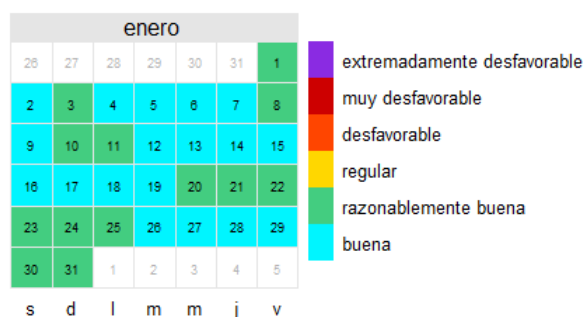 enero
26 27 28 29 30 31 1
2 3 4 5 6 7 8
9 10 11 12 13 14 15
16 17 18 19 20 21 22
23 24 25 26 27 28 29
30 31 1 2 3 4 5
s d l m m j v
extremadamente desfavorable
muy desfavorable
desfavorable
regular
razonablemente buena
buena